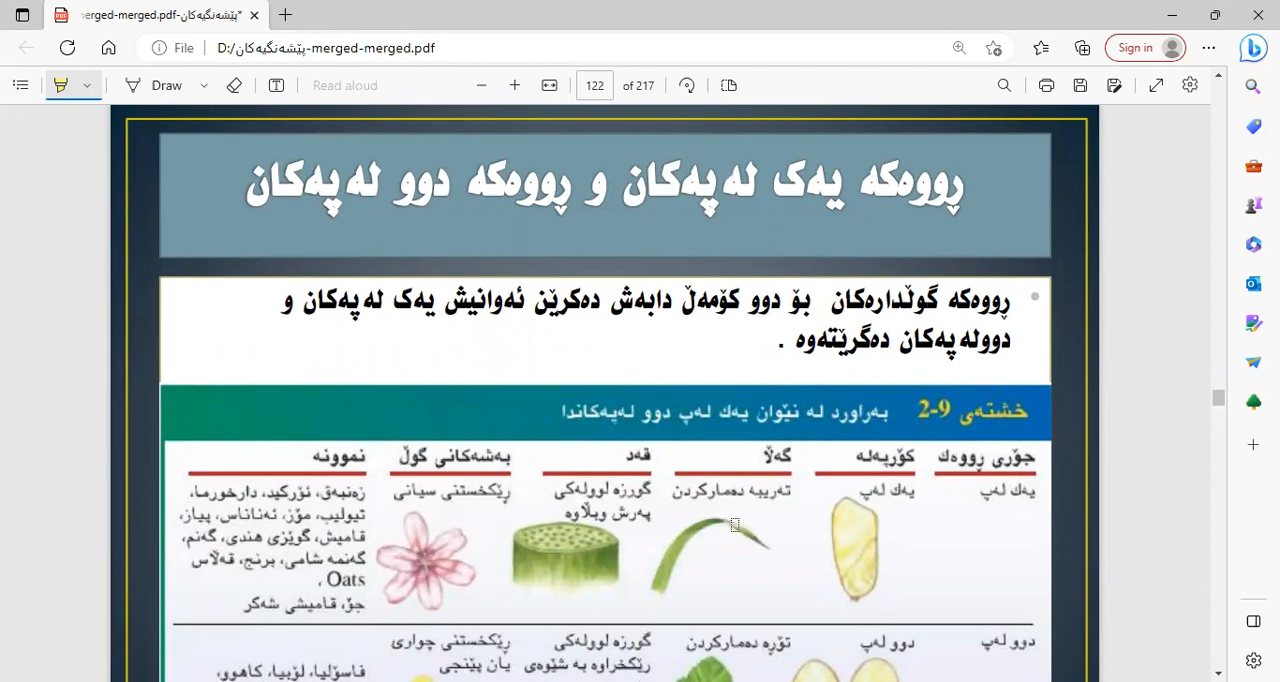 *پێشەنگیەکان-merged-merged.pdf
File
D:/پێشەنگیەکان-merged-merged.pdf
Sign in
Draw
Read aloud
122
of 217
ڕووەکە یەک لەپەکان و ڕووەکە دوو لەپەکان
ڕووەکە گوڵدارەکان بۆ دوو کۆمەڵ دابەش دەکرێن ئەوانیش یەک لەپەکان و
دوولەپەکان دەگرێتەوە .
خشتەی 9-2 بەراورد لە نێوان یەك لەپ دوو لەپەکاندا
جۆری ڕووەك
کۆرپەلە
گەڵا
قەد
بەشەکانی گوڵ
نموونە
یەك لەپ
یەك لەپ
تەریبە دەمارکردن
گورزە لوولەکی
پەرش وبڵاوە
ڕێکخستنی سیانی
زەنبەق، ئۆرکید، دارخورما،
تیولیپ، مۆز، ئەناناس، پیاز،
قامیش، گوێزی هندی، گەنم،
گەنمە شامی، برنج، قەڵاس
Oats ،
جۆ، قامیشی شەکر
دوو لەپ
دوو لەپ
تۆڕە دەمارکردن
گورزە لوولەکی
رێکخراوە بە شێوەی
ڕێکخستنی چواری
یان پێنجی
فاسۆلیا، لۆبیا، کاهوو،